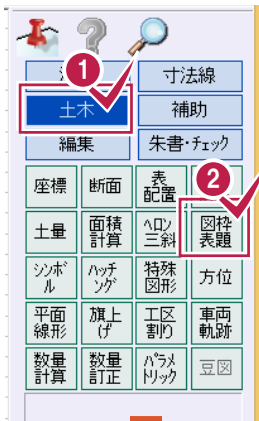 1
寸法線
土木
補助
編集
朱書・チェック
2
座標 断面 表
配置
土量 面積
計算 ヘロン
三斜 図枠
表題
シンボ
ル ハッチ
ング 特殊
図形 方位
平面
線形 旗上
げ 工区
割り 車両
軌跡
数量
計算 数量
訂正 パラメ
トリック 豆図